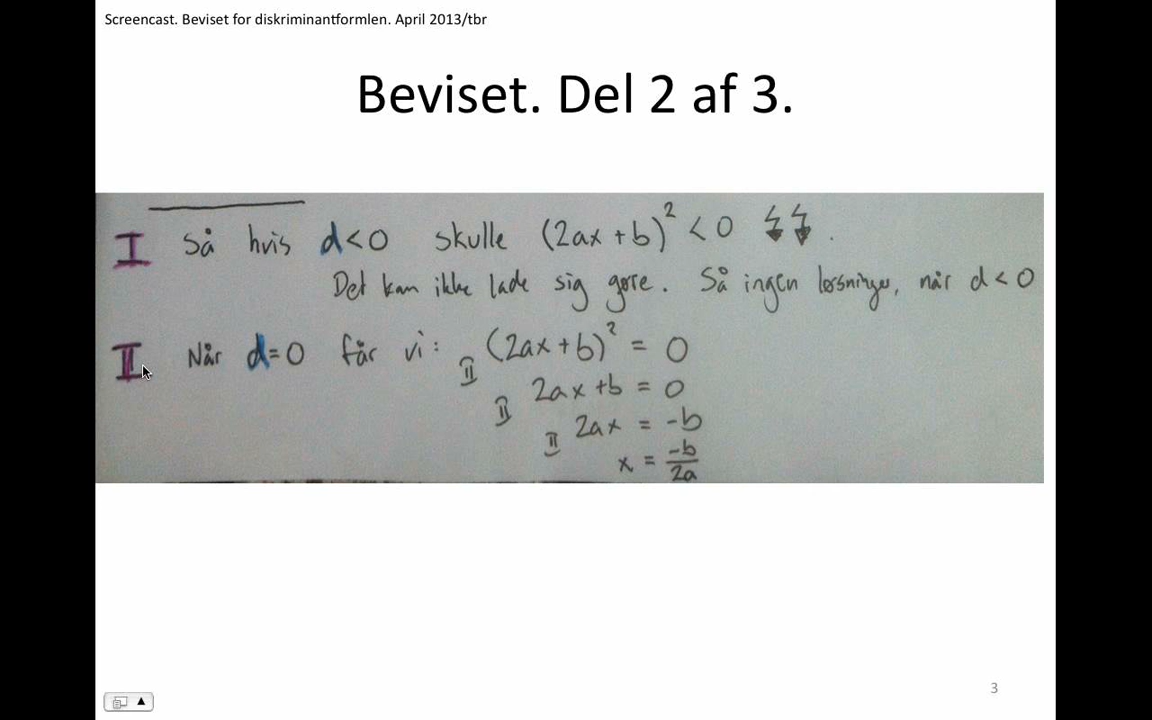 Screencast. Beviset for diskriminantformlen. April 2013/tbr
Beviset. Del 2 af 3.
I Så hvis d<0 skulle (2ax+b)² < 0 ↯↯.
Det kan ikke lade sig gøre. Så ingen løsninger, når d<0
II Når d=0 får vi: (2ax+b)² = 0
⇕ 2ax+b = 0
⇕ 2ax = -b
⇕ x = -b/2a
3